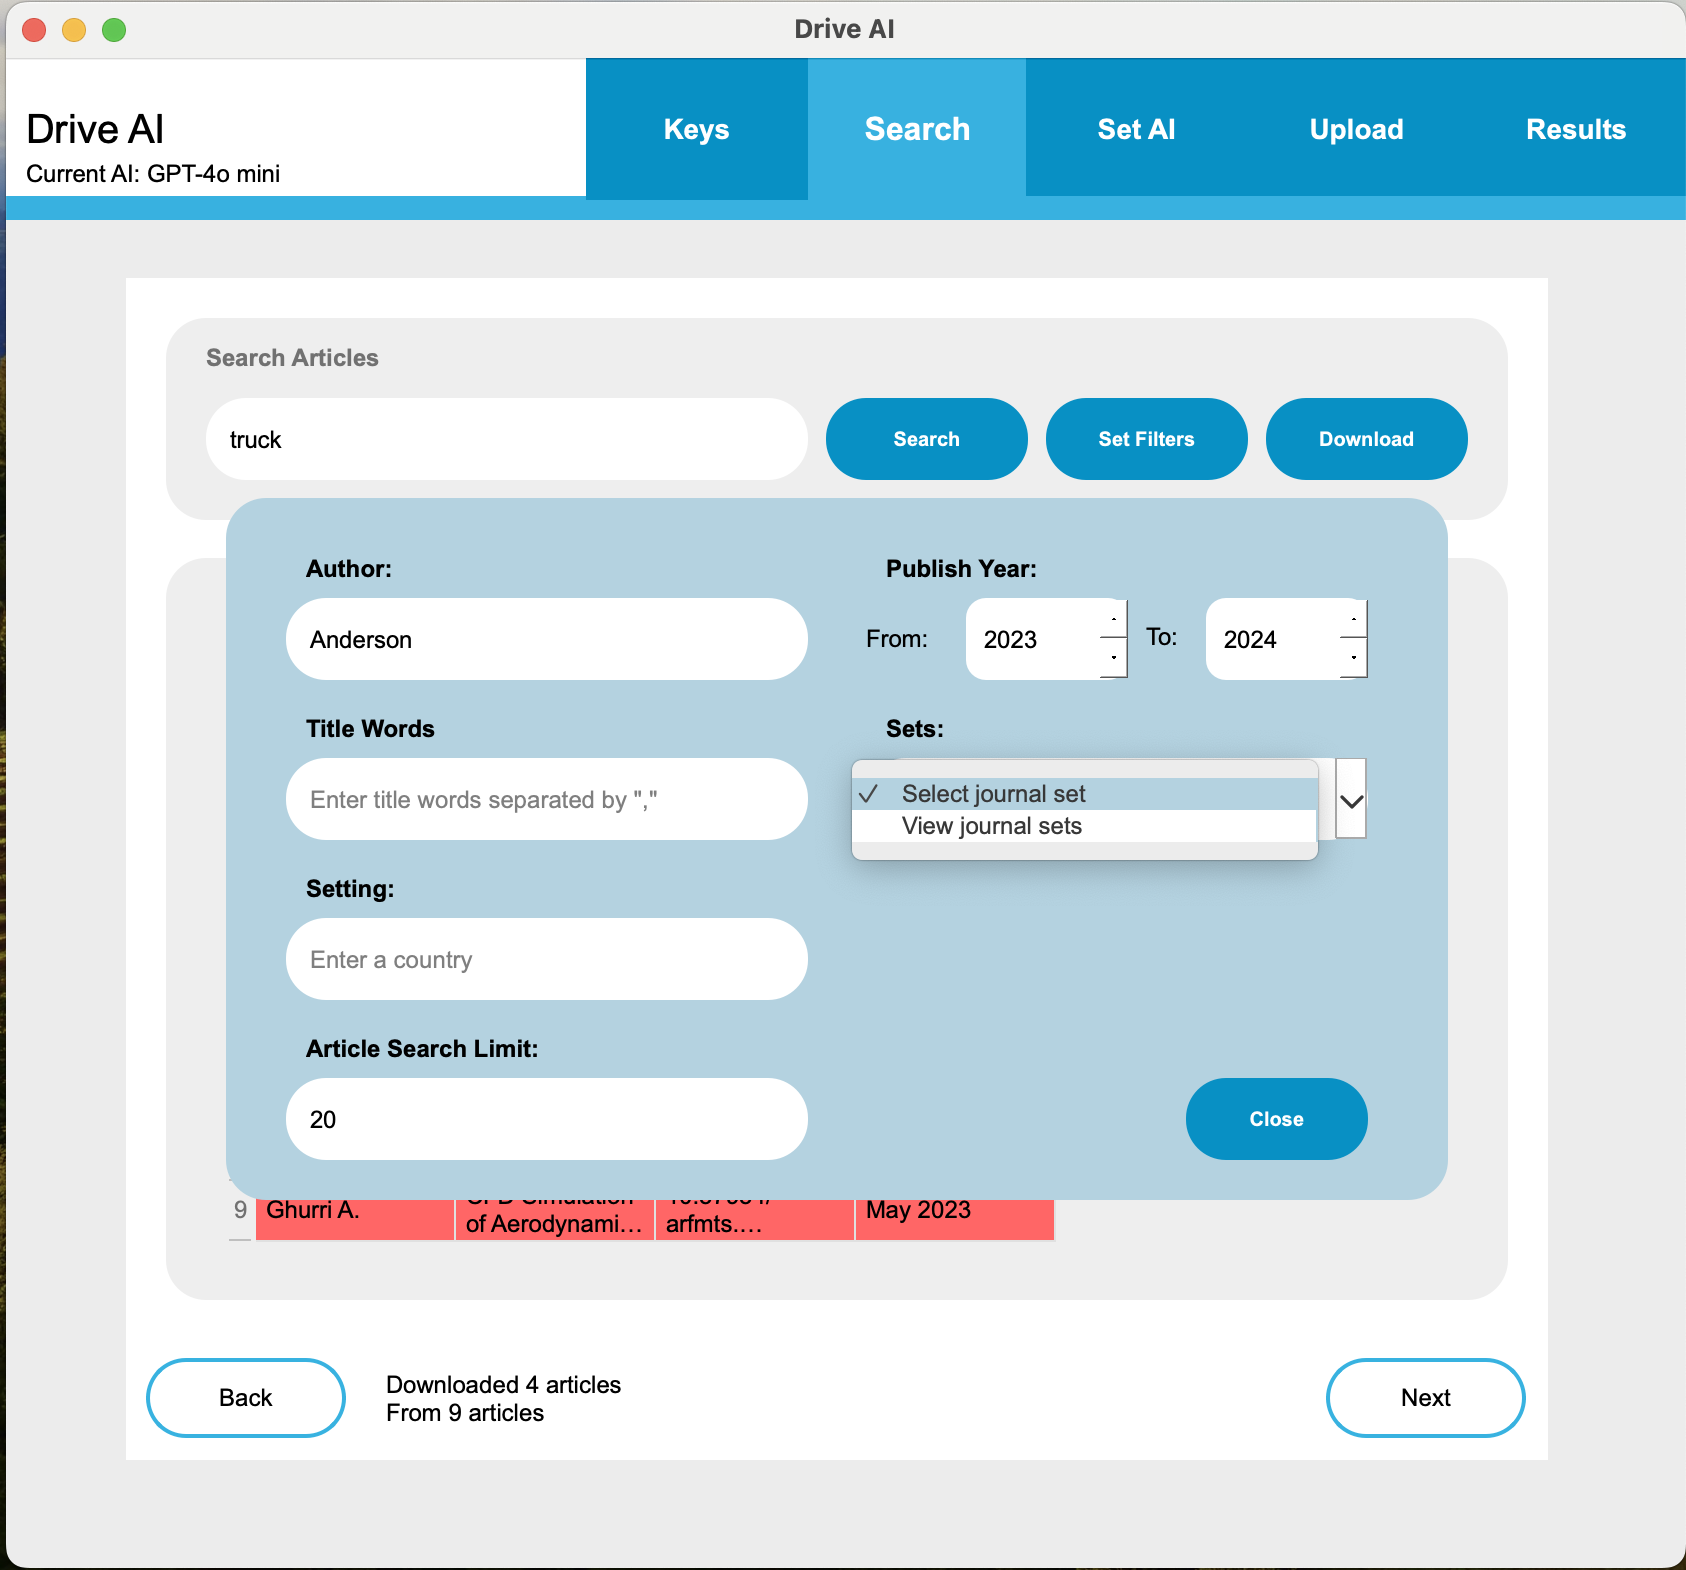 Drive AI
Drive AI
Current AI: GPT-4o mini
Keys
Search
Set AI
Upload
Results
Search Articles
truck
Search
Set Filters
Download
Author:
Publish Year:
Anderson
From:
2023
To:
2024
Title Words
Sets:
Enter title words separated by ","
✓ Select journal set
View journal sets
Setting:
Enter a country
Article Search Limit:
20
Close
9
Ghurri A.
of Aerodynami...
arfmts....
May 2023
Back
Downloaded 4 articles
From 9 articles
Next